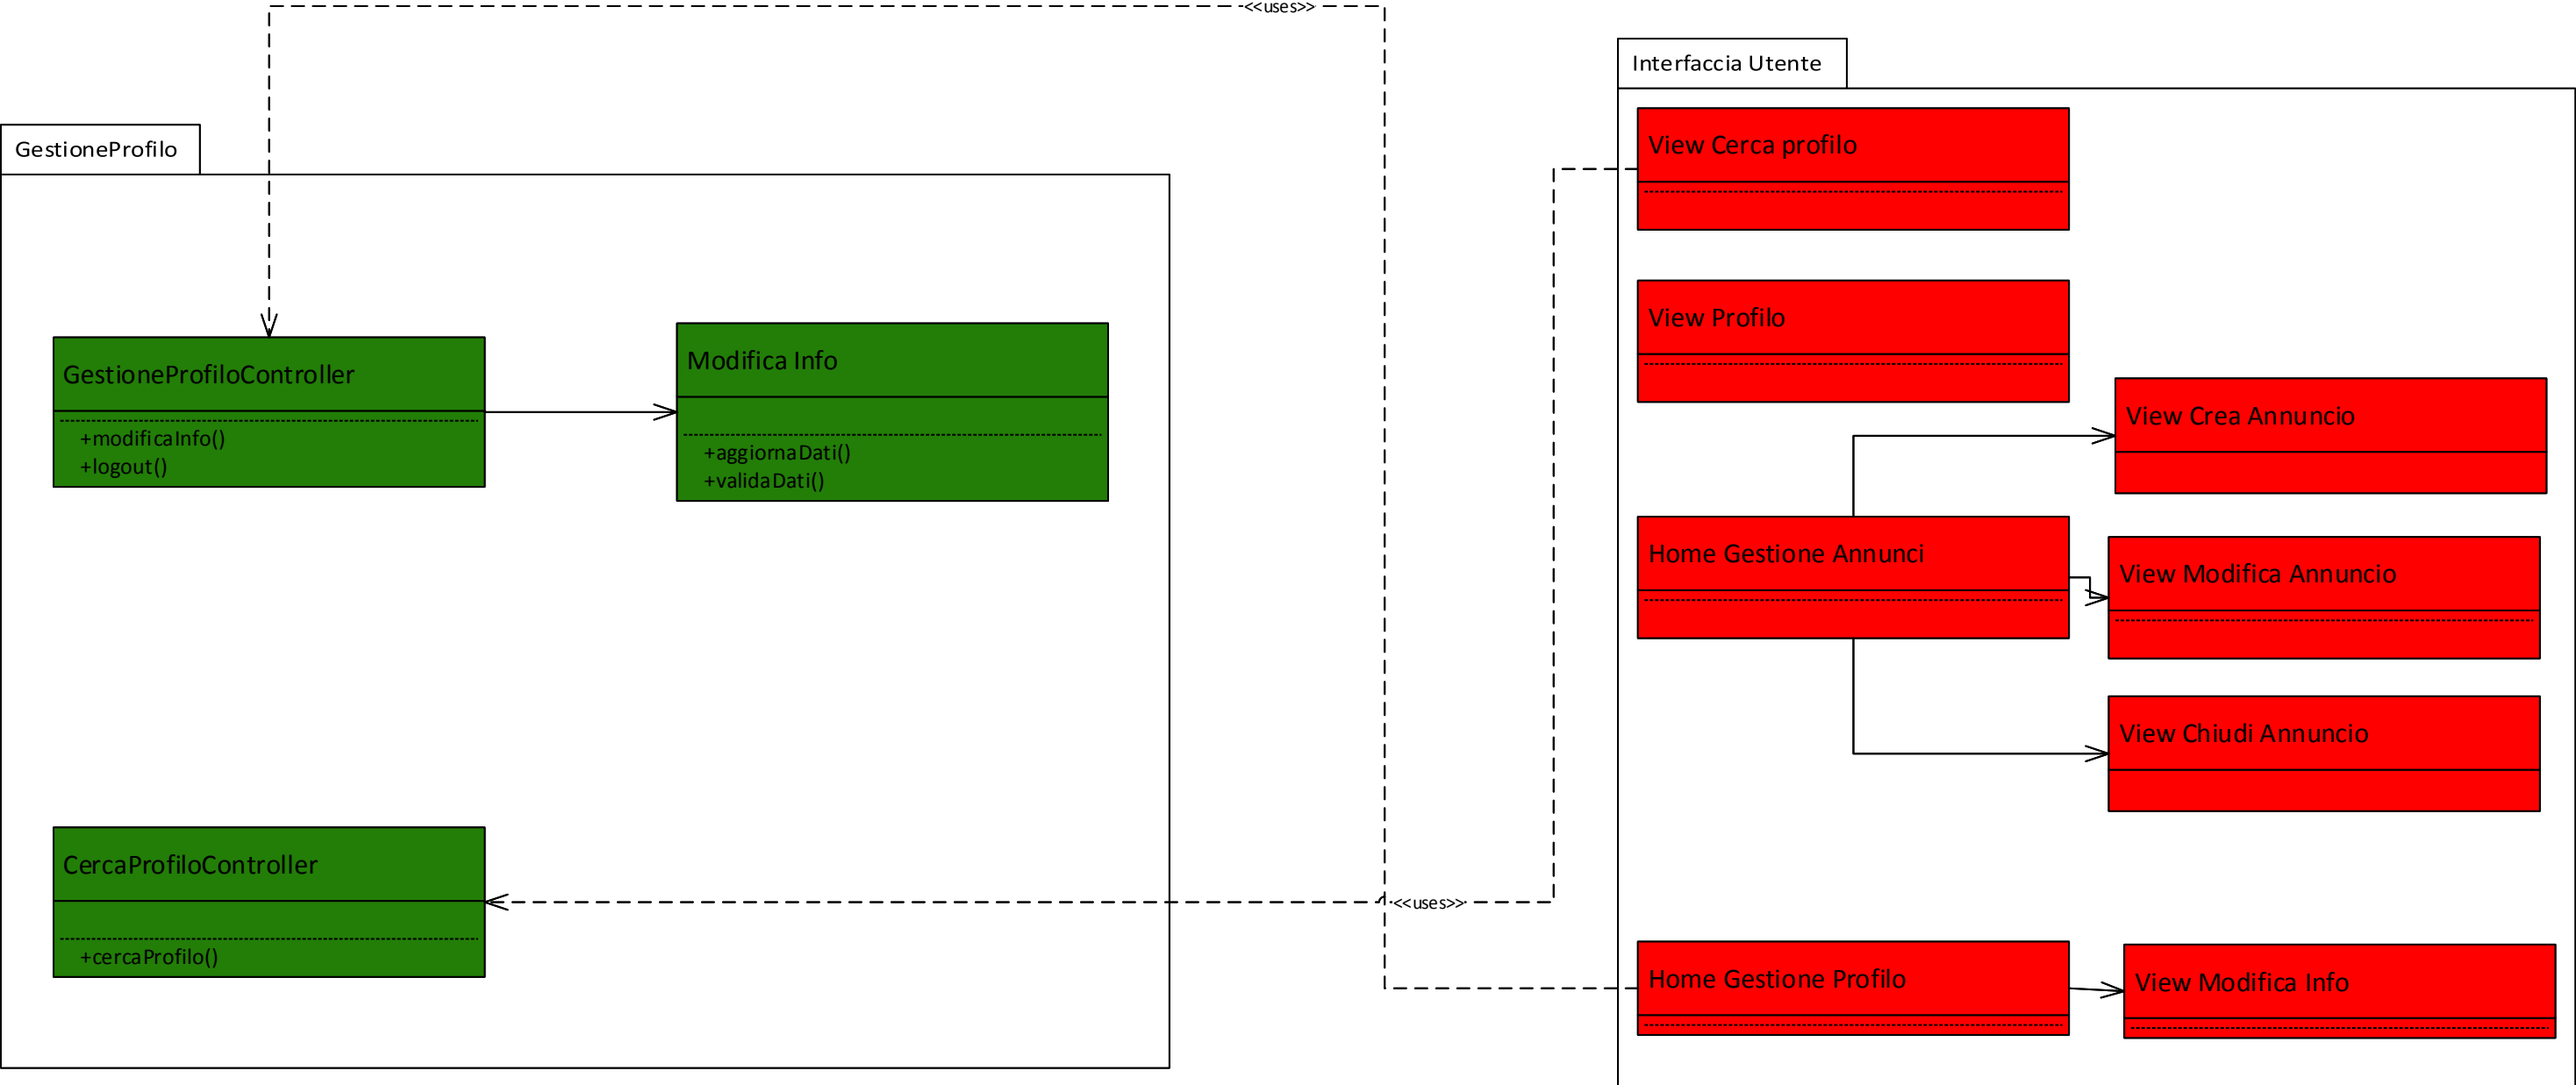 <<uses>>
GestioneProfilo
GestioneProfiloController
+modificaInfo()
+logout()
Modifica Info
+aggiornaDati()
+validaDati()
CercaProfiloController
+cercaProfilo()
<<uses>>
Interfaccia Utente
View Cerca profilo
View Profilo
View Crea Annuncio
Home Gestione Annunci
View Modifica Annuncio
View Chiudi Annuncio
Home Gestione Profilo
View Modifica Info